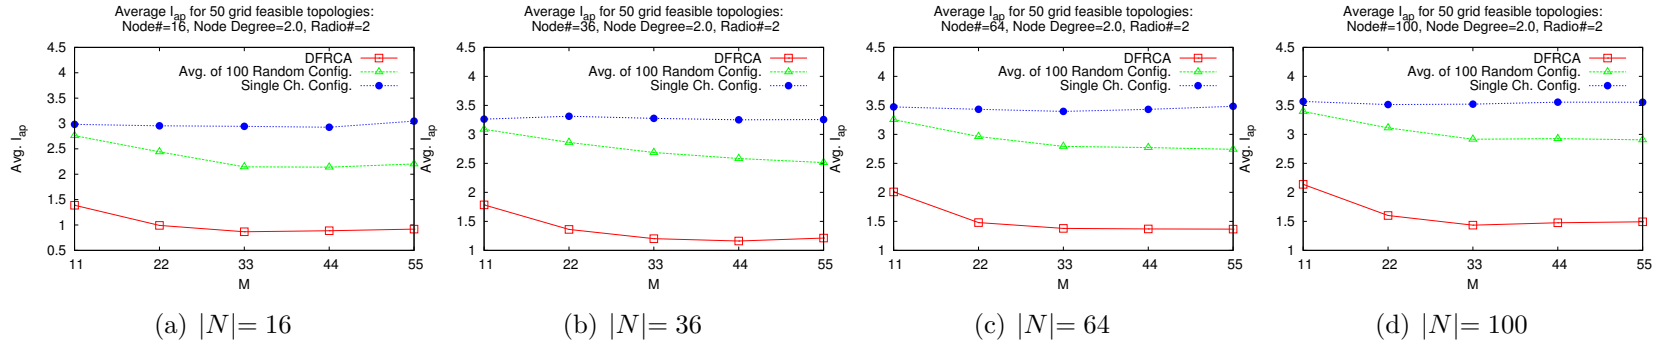 Average I_ap for 50 grid feasible topologies:
Node#=16, Node Degree=2.0, Radio#=2
4.5
4
3.5
3
2.5
2
1.5
1
0.5
Avg. I_ap
DFRCA
Avg. of 100 Random Config.
Single Ch. Config.
11 22 33 44 55
M
(a) |N|= 16
Average I_ap for 50 grid feasible topologies:
Node#=36, Node Degree=2.0, Radio#=2
4.5
4
3.5
3
2.5
2
1.5
1
Avg. I_ap
DFRCA
Avg. of 100 Random Config.
Single Ch. Config.
11 22 33 44 55
M
(b) |N|= 36
Average I_ap for 50 grid feasible topologies:
Node#=64, Node Degree=2.0, Radio#=2
4.5
4
3.5
3
2.5
2
1.5
1
Avg. I_ap
DFRCA
Avg. of 100 Random Config.
Single Ch. Config.
11 22 33 44 55
M
(c) |N|= 64
Average I_ap for 50 grid feasible topologies:
Node#=100, Node Degree=2.0, Radio#=2
4.5
4
3.5
3
2.5
2
1.5
1
Avg. I_ap
DFRCA
Avg. of 100 Random Config.
Single Ch. Config.
11 22 33 44 55
M
(d) |N|= 100